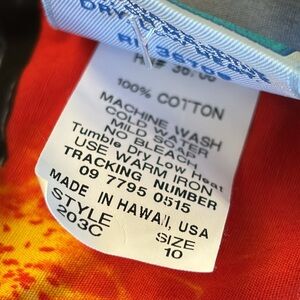 RN
100% COTTON
MACHINE WASH
COLD WATER
MILD SOAP
NO BLEACH
Tumble Dry Low Heat
USE WARM IRON
TRACKING NUMBER
09 7795 0515
MADE IN HAWAII, USA
STYLE SIZE
203C 10